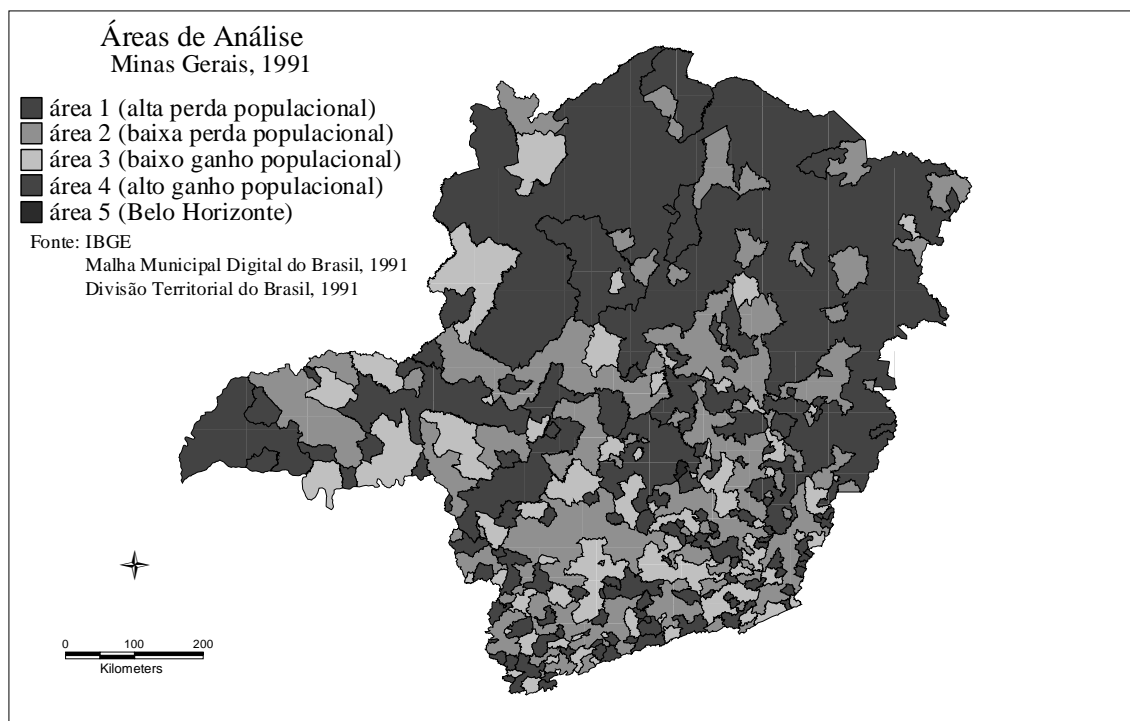 Áreas de Análise
Minas Gerais, 1991
área 1 (alta perda populacional)
área 2 (baixa perda populacional)
área 3 (baixo ganho populacional)
área 4 (alto ganho populacional)
área 5 (Belo Horizonte)
Fonte: IBGE
Malha Municipal Digital do Brasil, 1991
Divisão Territorial do Brasil, 1991
0 100 200
Kilometers